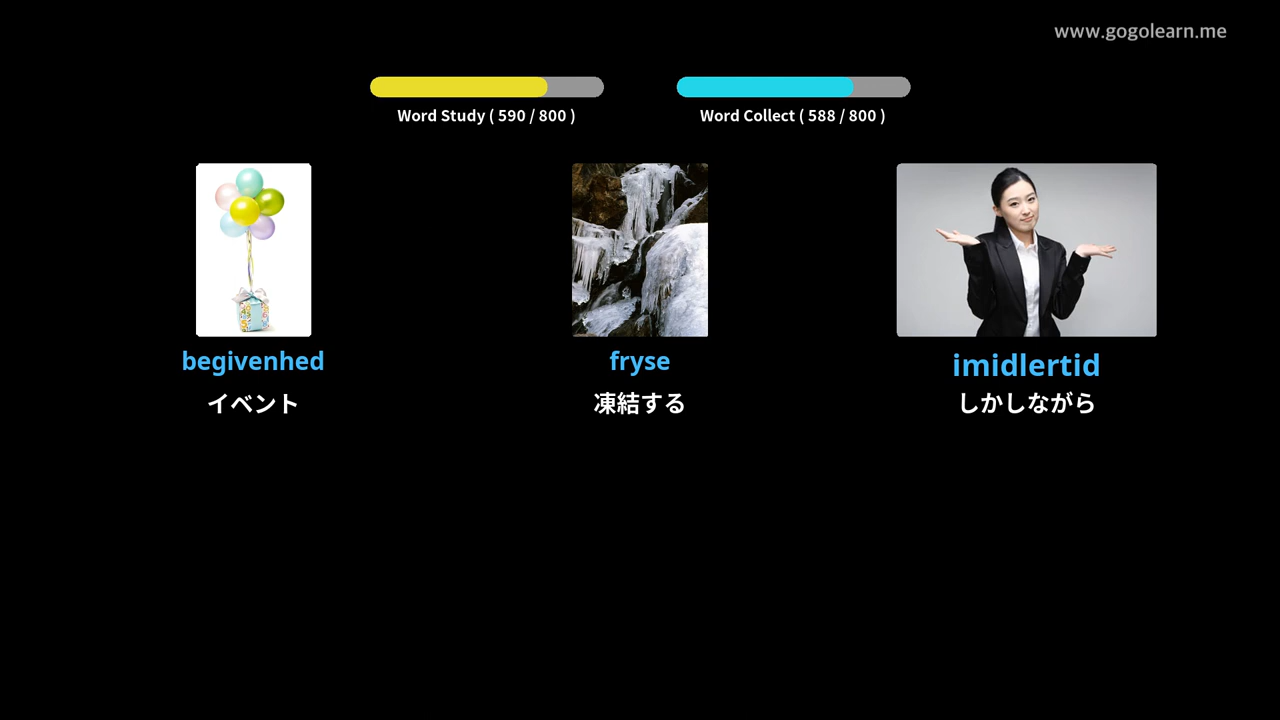 www.gogolearn.me
Word Study ( 590 / 800 )
Word Collect ( 588 / 800 )
begivenhed
イベント
fryse
凍結する
imidlertid
しかしながら